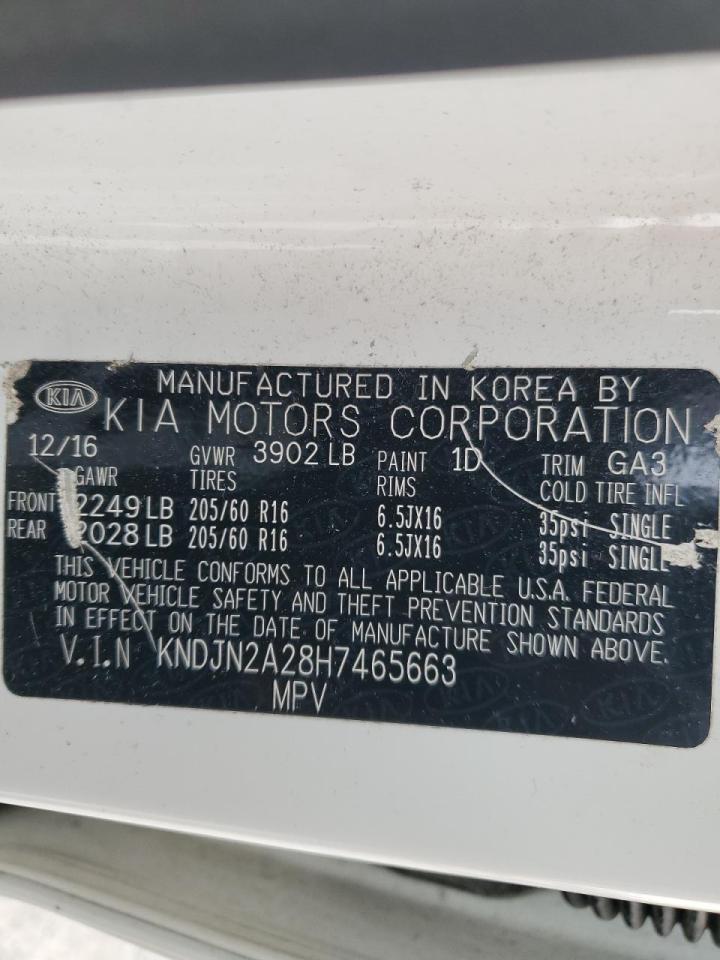 KIA MANUFACTURED IN KOREA BY
KIA MOTORS CORPORATION
12/16 GVWR 3902 LB PAINT 1D TRIM GA3
GAWR TIRES RIMS COLD TIRE INFL
FRONT 2249 LB 205/60 R16 6.5JX16 35psi SINGLE
REAR 2028 LB 205/60 R16 6.5JX16 35psi SINGLE
THIS VEHICLE CONFORMS TO ALL APPLICABLE U.S.A. FEDERAL
MOTOR VEHICLE SAFETY AND THEFT PREVENTION STANDARDS
IN EFFECT ON THE DATE OF MANUFACTURE SHOWN ABOVE.
V.I.N KNDJN2A28H7465663
MPV